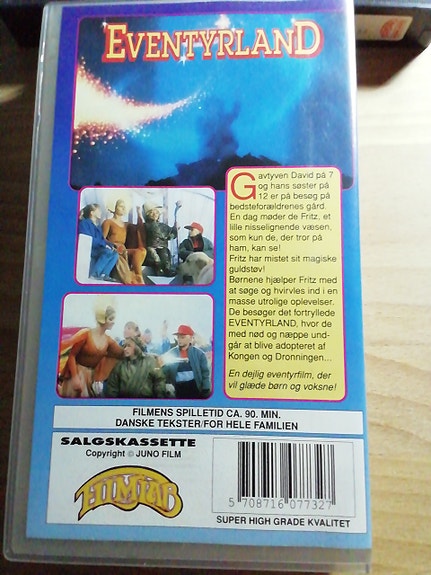 EVENTYRLAND
Gavtyven David på 7
og hans søster på
12 er på besøg på
bedsteforældrenes gård.
En dag møder de Fritz, et
lille nisselignende væsen,
som kun de, der tror på
ham, kan se!
Fritz har mistet sit magiske
guldstøv!
Børnene hjælper Fritz med
at søge og hvirvles ind i en
masse utrolige oplevelser.
De besøger det fortryllede
EVENTYRLAND, hvor de
med nød og næppe und-
går at blive adopteret af
Kongen og Dronningen...
En dejlig eventyrfilm, der
vil glæde børn og voksne!
FILMENS SPILLETID CA. 90. MIN.
DANSKE TEKSTER/FOR HELE FAMILIEN
SALGSKASSETTE
Copyright © JUNO FILM
FILMLAB
5 708716 077327
SUPER HIGH GRADE KVALITET